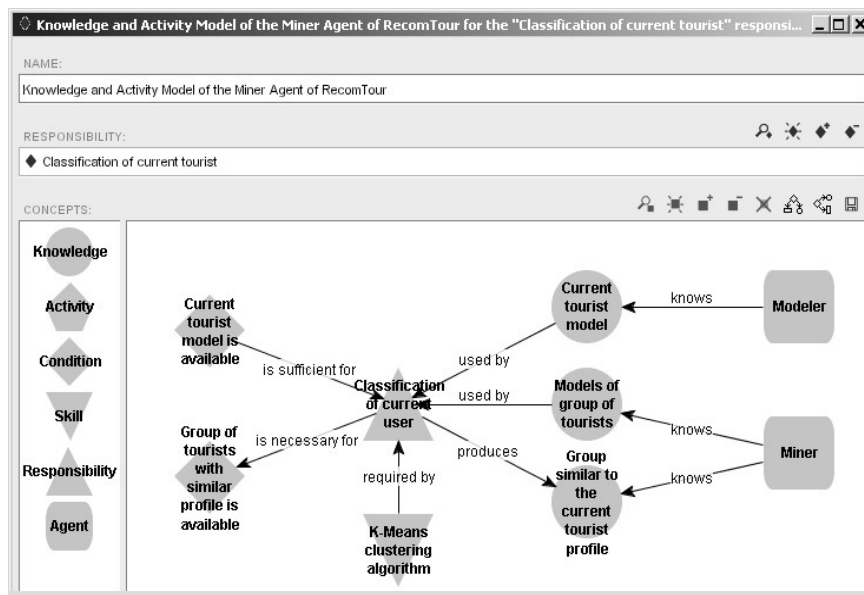 Knowledge and Activity Model of the Miner Agent of RecomTour for the "Classification of current tourist" responsi...
NAME:
Knowledge and Activity Model of the Miner Agent of RecomTour
RESPONSIBILITY:
Classification of current tourist
CONCEPTS:
Knowledge
Activity
Condition
Skill
Responsibility
Agent
Current
tourist
model is
available
is sufficient for
Group of
tourists
with
similar
profile is
available
is necessary for
Classification
of current
user
required by
K-Means
clustering
algorithm
Current
tourist
model
used by
Models of
group of
tourists
used by
produces
Group
similar to
the
current
tourist
profile
knows
Modeler
knows
knows
Miner